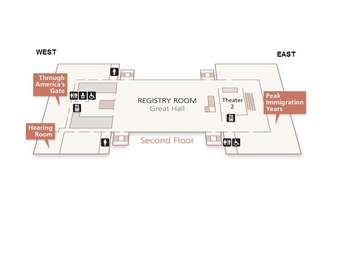 WEST
EAST
Through
America's
Gate
REGISTRY ROOM
Great Hall
Theater
2
Peak
Immigration
Years
Hearing
Room
Second Floor